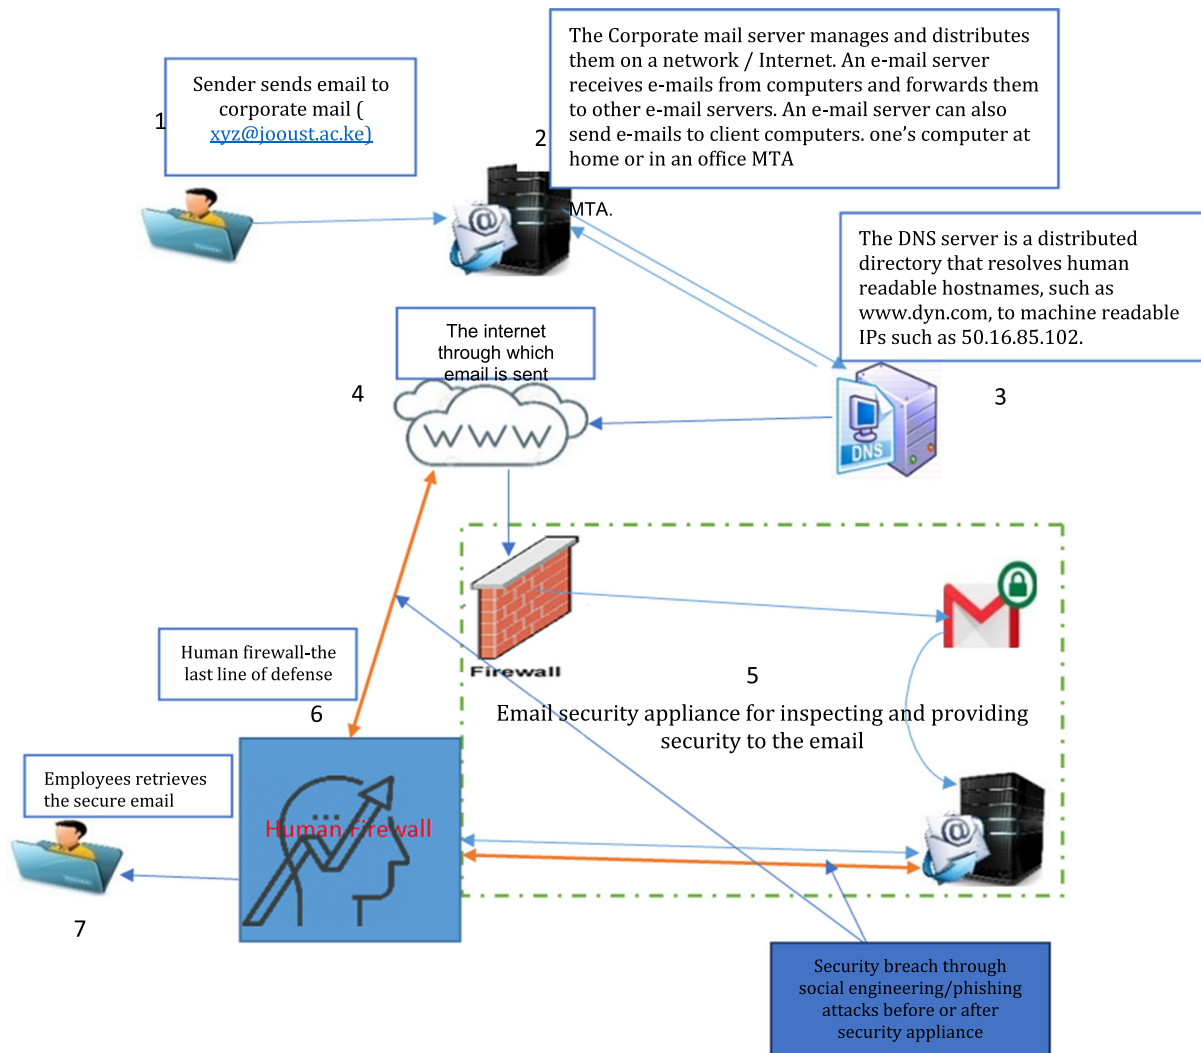 1
Sender sends email to
corporate mail (
xyz@jooust.ac.ke)
2
The Corporate mail server manages and distributes
them on a network / Internet. An e-mail server
receives e-mails from computers and forwards them
to other e-mail servers. An e-mail server can also
send e-mails to client computers. one’s computer at
home or in an office MTA
@
MTA.
The DNS server is a distributed
directory that resolves human
readable hostnames, such as
www.dyn.com, to machine readable
IPs such as 50.16.85.102.
The internet
through which
email is sent
4
WWW
DNS
3
Firewall
5
Email security appliance for inspecting and providing
security to the email
Human firewall-the
last line of defense
6
Employees retrieves
the secure email
...
Human Firewall
@
7
Security breach through
social engineering/phishing
attacks before or after
security appliance